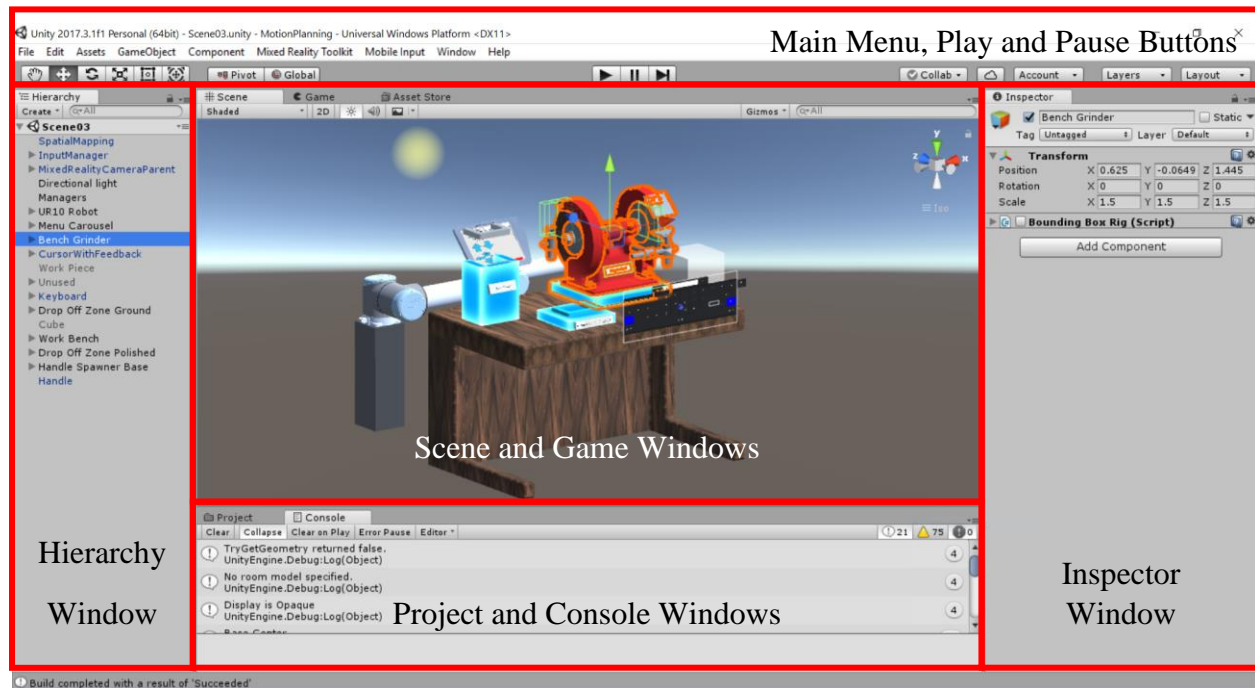 Unity 2017.3.1f1 Personal (64bit) - Scene03.unity - MotionPlanning - Universal Windows Platform <DX11>
File Edit Assets GameObject Component Mixed Reality Toolkit Mobile Input Window Help
Main Menu, Play and Pause Buttons
Pivot Global Collab Account Layers Layout
Hierarchy
Create All
Scene03
SpatialMapping
InputManager
MixedRealityCameraParent
Directional light
Managers
UR10 Robot
Menu Carousel
Bench Grinder
CursorWithFeedback
Work Piece
Unused
Keyboard
Drop Off Zone Ground
Cube
Work Bench
Drop Off Zone Polished
Handle Spawner Base
Handle
Hierarchy
Window
Scene Game Asset Store
Shaded 2D Gizmos All
y
z x
Iso
Scene and Game Windows
Project Console
Clear Collapse Clear on Play Error Pause Editor 21 75 0
TryGetGeometry returned false. 4
UnityEngine.Debug:Log(Object)
No room model specified. 4
UnityEngine.Debug:Log(Object)
Display is Opaque 4
UnityEngine.Debug:Log(Object)
Base Center
Project and Console Windows
Inspector
Bench Grinder Static
Tag Untagged Layer Default
Transform
Position X 0.625 Y -0.0649 Z 1.445
Rotation X 0 Y 0 Z 0
Scale X 1.5 Y 1.5 Z 1.5
Bounding Box Rig (Script)
Add Component
Inspector
Window
Build completed with a result of 'Succeeded'